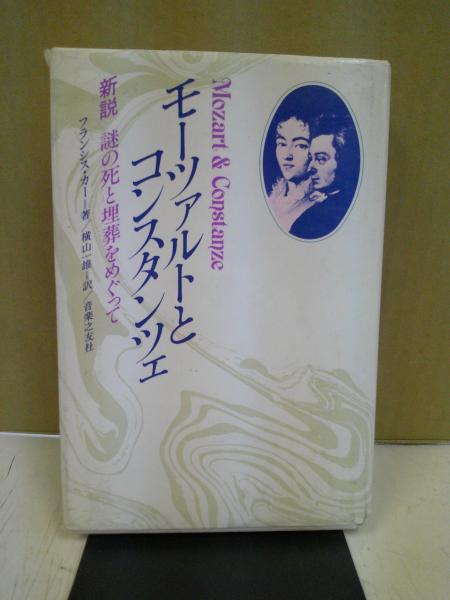 Mozart & Constanze
モーツァルトと
コンスタンツェ
新説 謎の死と埋葬をめぐって
フランシス・カー=著/横山一雄=訳/音楽之友社